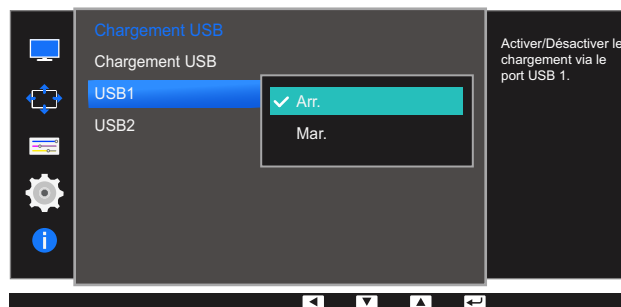 Chargement USB
Chargement USB
USB1
USB2
Arr.
Mar.
Activer/Désactiver le
chargement via le
port USB 1.